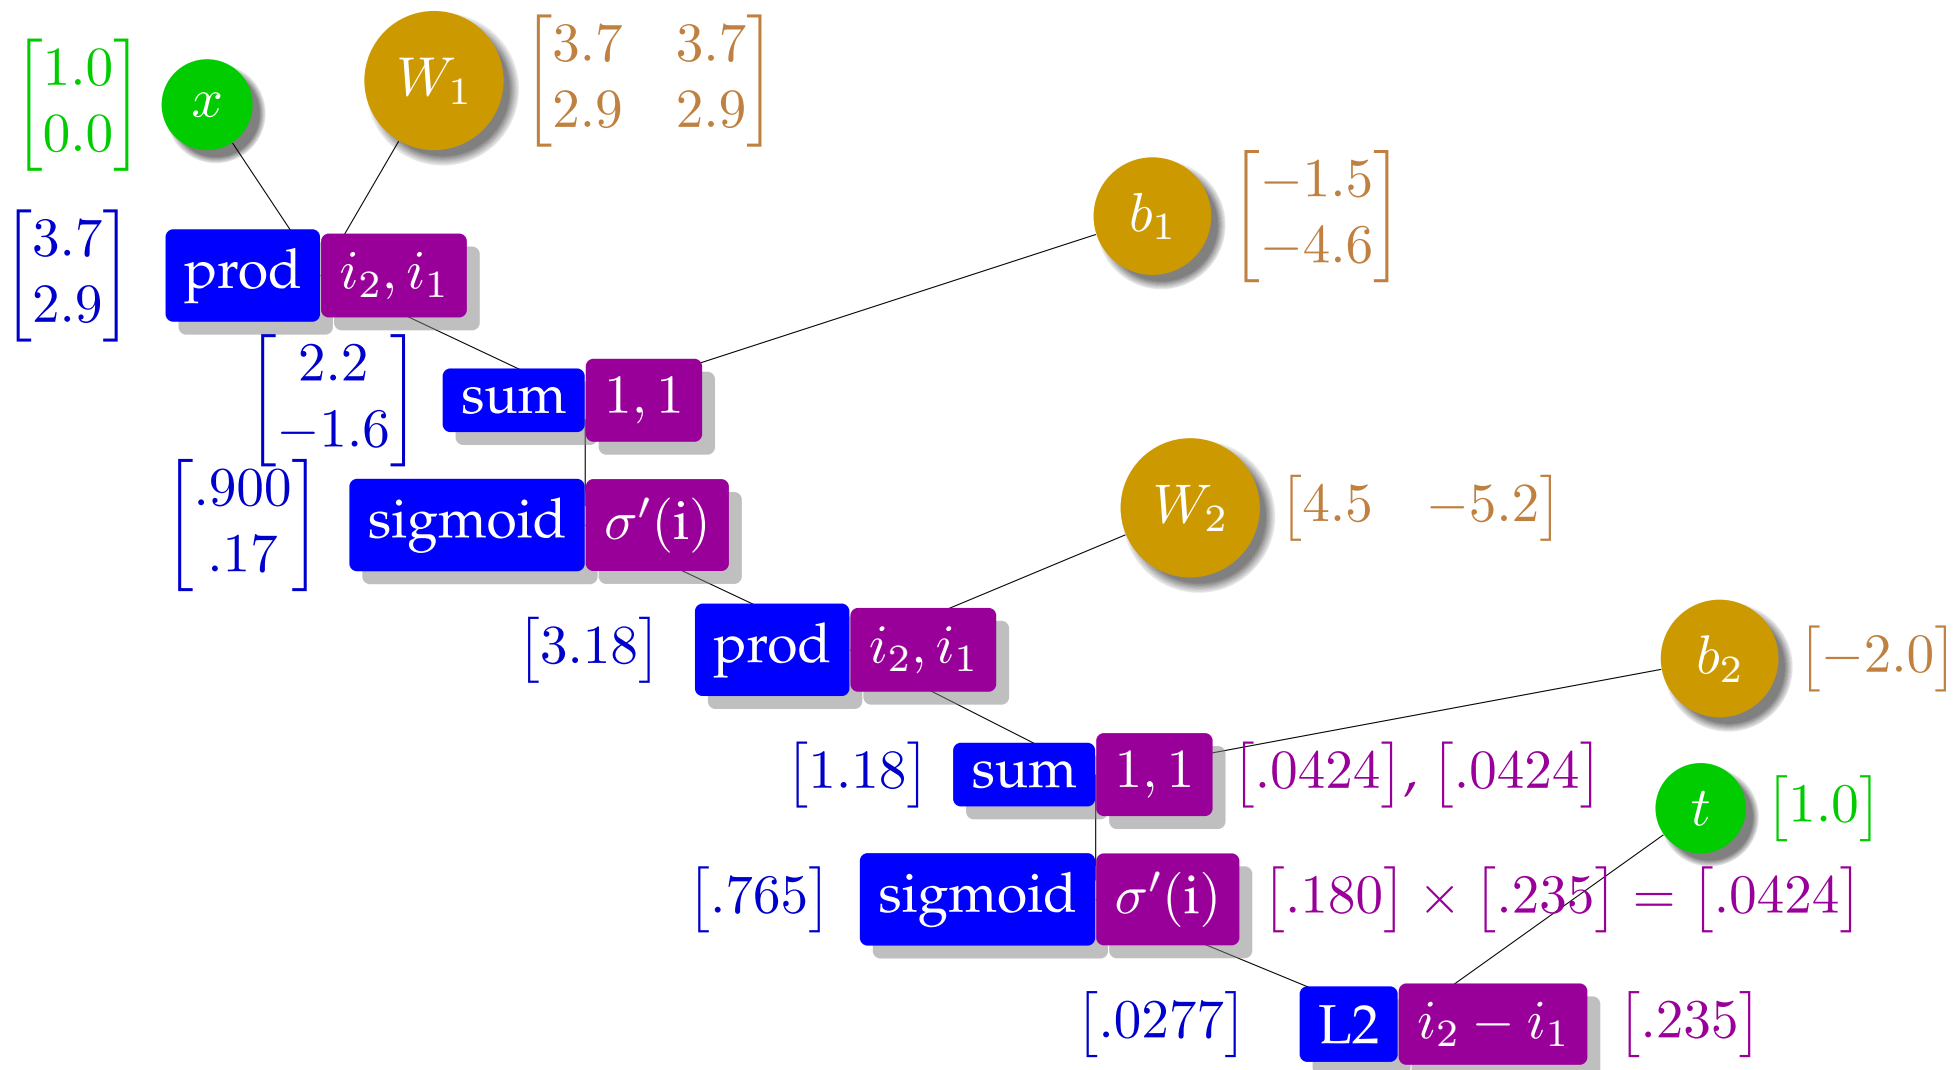 [1.0 0.0] x W₁ [3.7 3.7 2.9 2.9]
b₁ [−1.5 −4.6]
[3.7 2.9] prod i₂, i₁
[2.2 −1.6] sum 1, 1
[.900 .17] sigmoid σ′(i) W₂ [4.5 −5.2]
[3.18] prod i₂, i₁ b₂ [−2.0]
[1.18] sum 1, 1 [.0424], [.0424] t [1.0]
[.765] sigmoid σ′(i) [.180] × [.235] = [.0424]
[.0277] L2 i₂ − i₁ [.235]